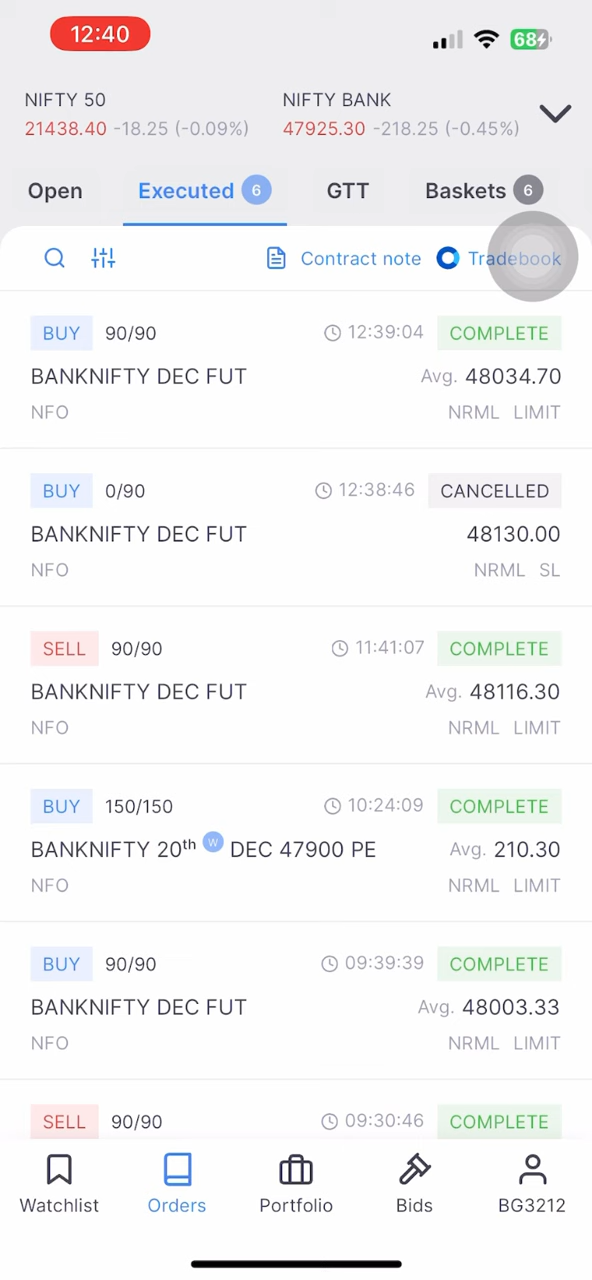 12:40
68
NIFTY 50 NIFTY BANK
21438.40 -18.25 (-0.09%) 47925.30 -218.25 (-0.45%)
Open Executed 6 GTT Baskets 6
Contract note Tradebook
BUY 90/90 12:39:04 COMPLETE
BANKNIFTY DEC FUT Avg. 48034.70
NFO NRML LIMIT
BUY 0/90 12:38:46 CANCELLED
BANKNIFTY DEC FUT 48130.00
NFO NRML SL
SELL 90/90 11:41:07 COMPLETE
BANKNIFTY DEC FUT Avg. 48116.30
NFO NRML LIMIT
BUY 150/150 10:24:09 COMPLETE
BANKNIFTY 20th W DEC 47900 PE Avg. 210.30
NFO NRML LIMIT
BUY 90/90 09:39:39 COMPLETE
BANKNIFTY DEC FUT Avg. 48003.33
NFO NRML LIMIT
SELL 90/90 09:30:46 COMPLETE
Watchlist Orders Portfolio Bids BG3212